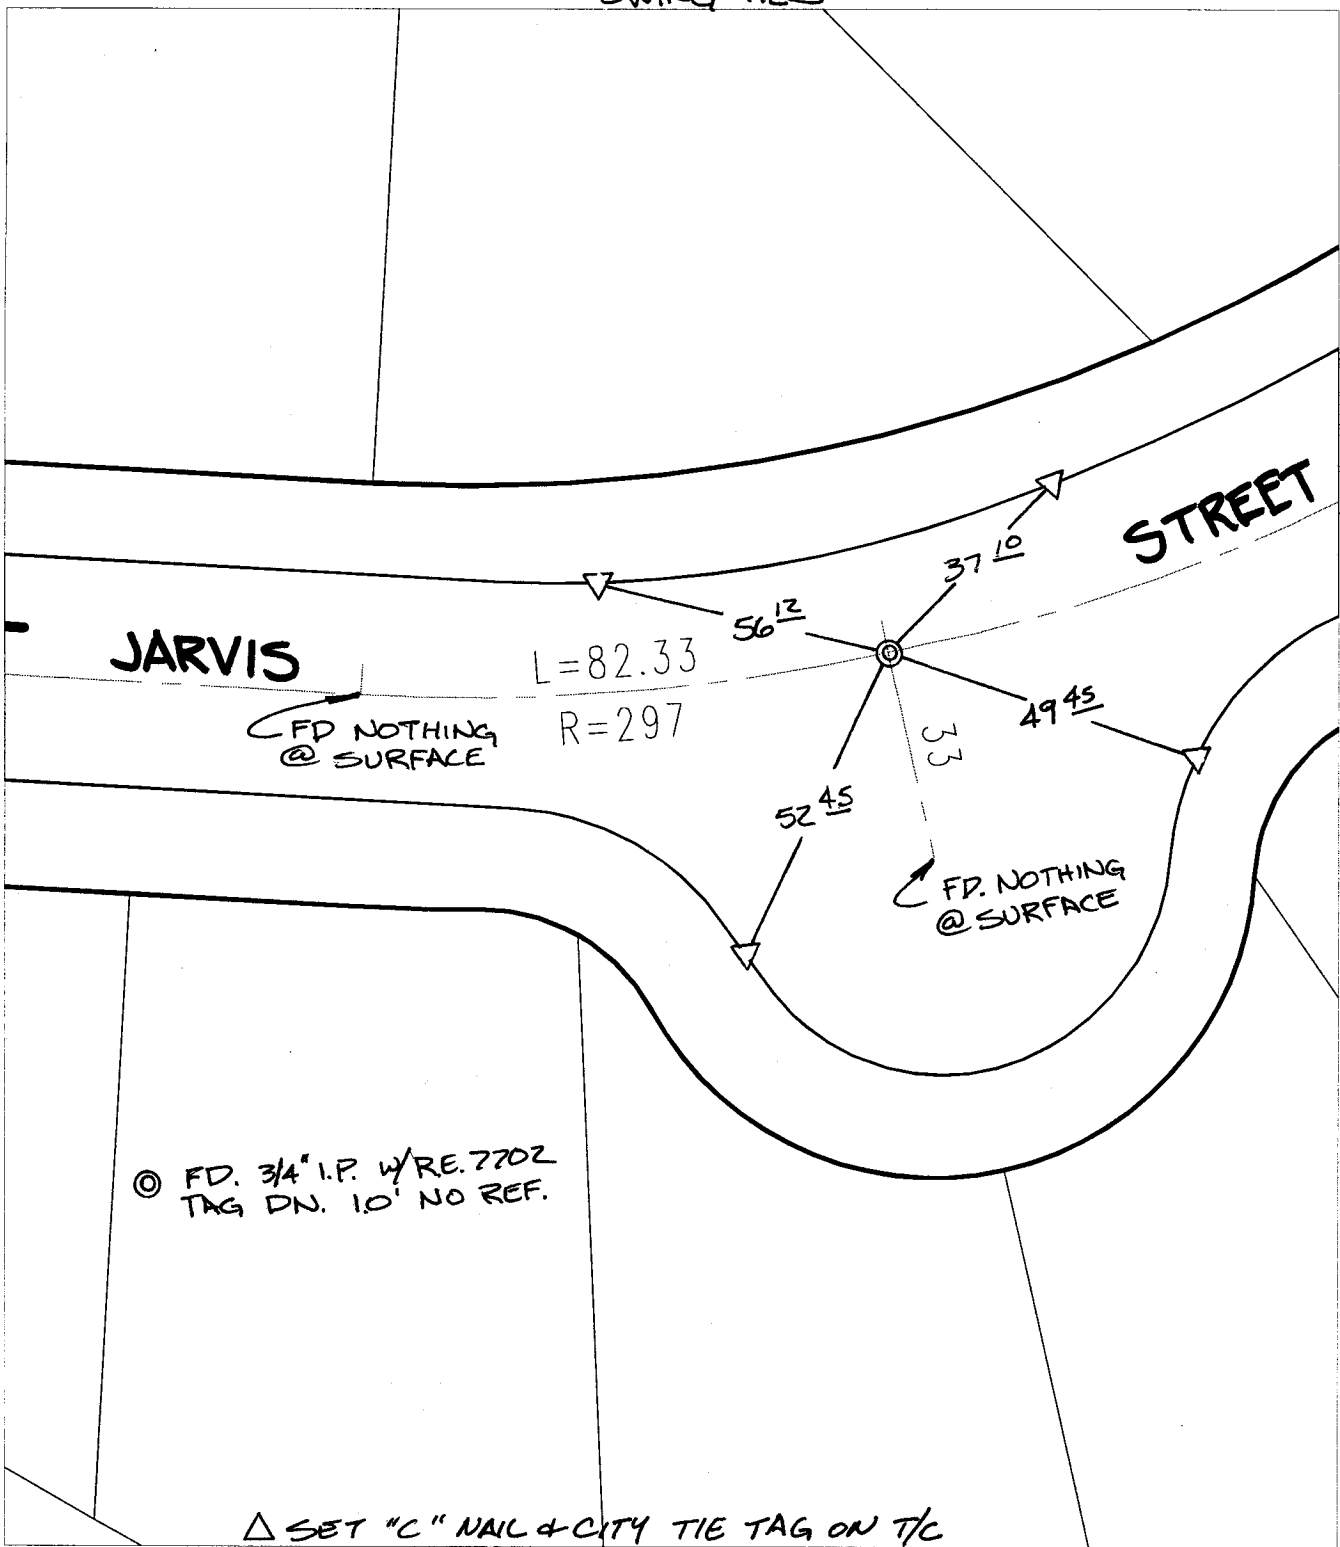 STREET
37 10
56 12
JARVIS
L=82.33
R=297
49 45
FD NOTHING
@ SURFACE
33
52 45
FD. NOTHING
@ SURFACE
FD. 3/4" I.P. W/ R.E. 7702
TAG DN. 1.0' NO REF.
SET "C" NAIL & CITY TIE TAG ON T/C